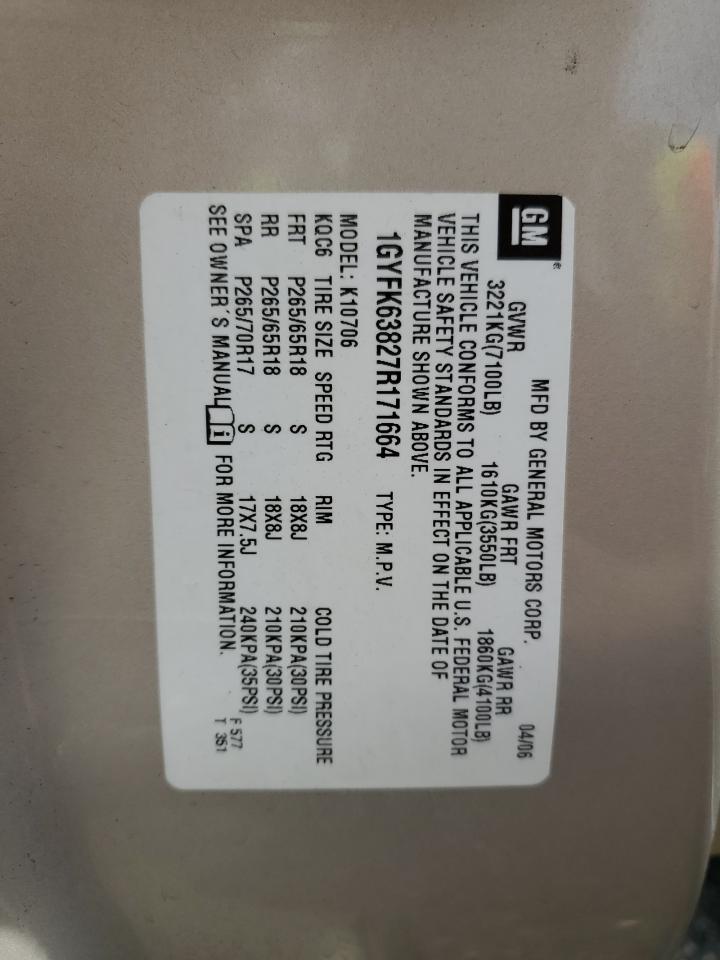 GM
MFD BY GENERAL MOTORS CORP. 04/06
GVWR GAWR FRT GAWR RR
3221KG(7100LB) 1610KG(3550LB) 1860KG(4100LB)
THIS VEHICLE CONFORMS TO ALL APPLICABLE U.S. FEDERAL MOTOR
VEHICLE SAFETY STANDARDS IN EFFECT ON THE DATE OF
MANUFACTURE SHOWN ABOVE.
1GYFK63827R171664 TYPE: M.P.V.
MODEL: K10706
KQC6 TIRE SIZE SPEED RTG RIM COLD TIRE PRESSURE
FRT P265/65R18 S 18X8J 210KPA(30PSI)
RR P265/65R18 S 18X8J 210KPA(30PSI)
SPA P265/70R17 S 17X7.5J 240KPA(35PSI)
SEE OWNER'S MANUAL i FOR MORE INFORMATION.
F 577
T 351